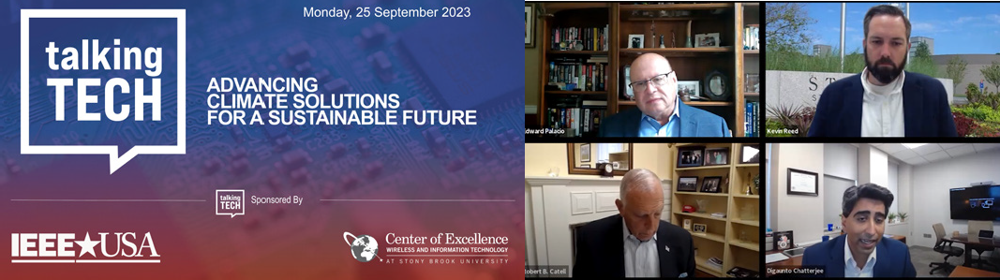 Monday, 25 September 2023
talking
TECH
ADVANCING
CLIMATE SOLUTIONS
FOR A SUSTAINABLE FUTURE
talking
TECH
Sponsored By
IEEE★USA
Center of Excellence
WIRELESS AND INFORMATION TECHNOLOGY
AT STONY BROOK UNIVERSITY
Edward Palacio
Kevin Reed
Robert B. Catell
Digaunto Chatterjee